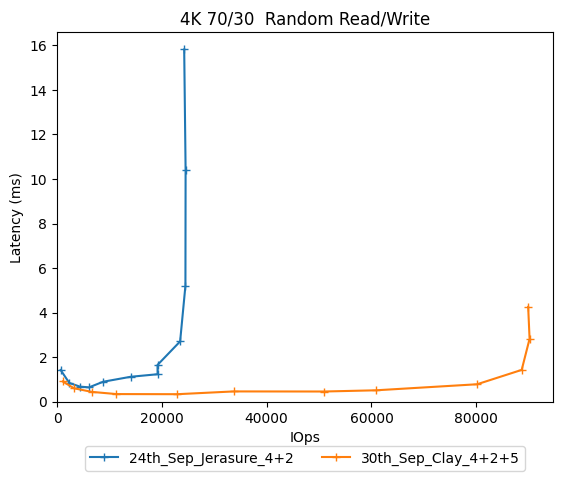 4K 70/30  Random Read/Write
16
14
12
10
8
6
4
2
0
Latency (ms)
0 20000 40000 60000 80000
IOps
24th_Sep_Jerasure_4+2 30th_Sep_Clay_4+2+5